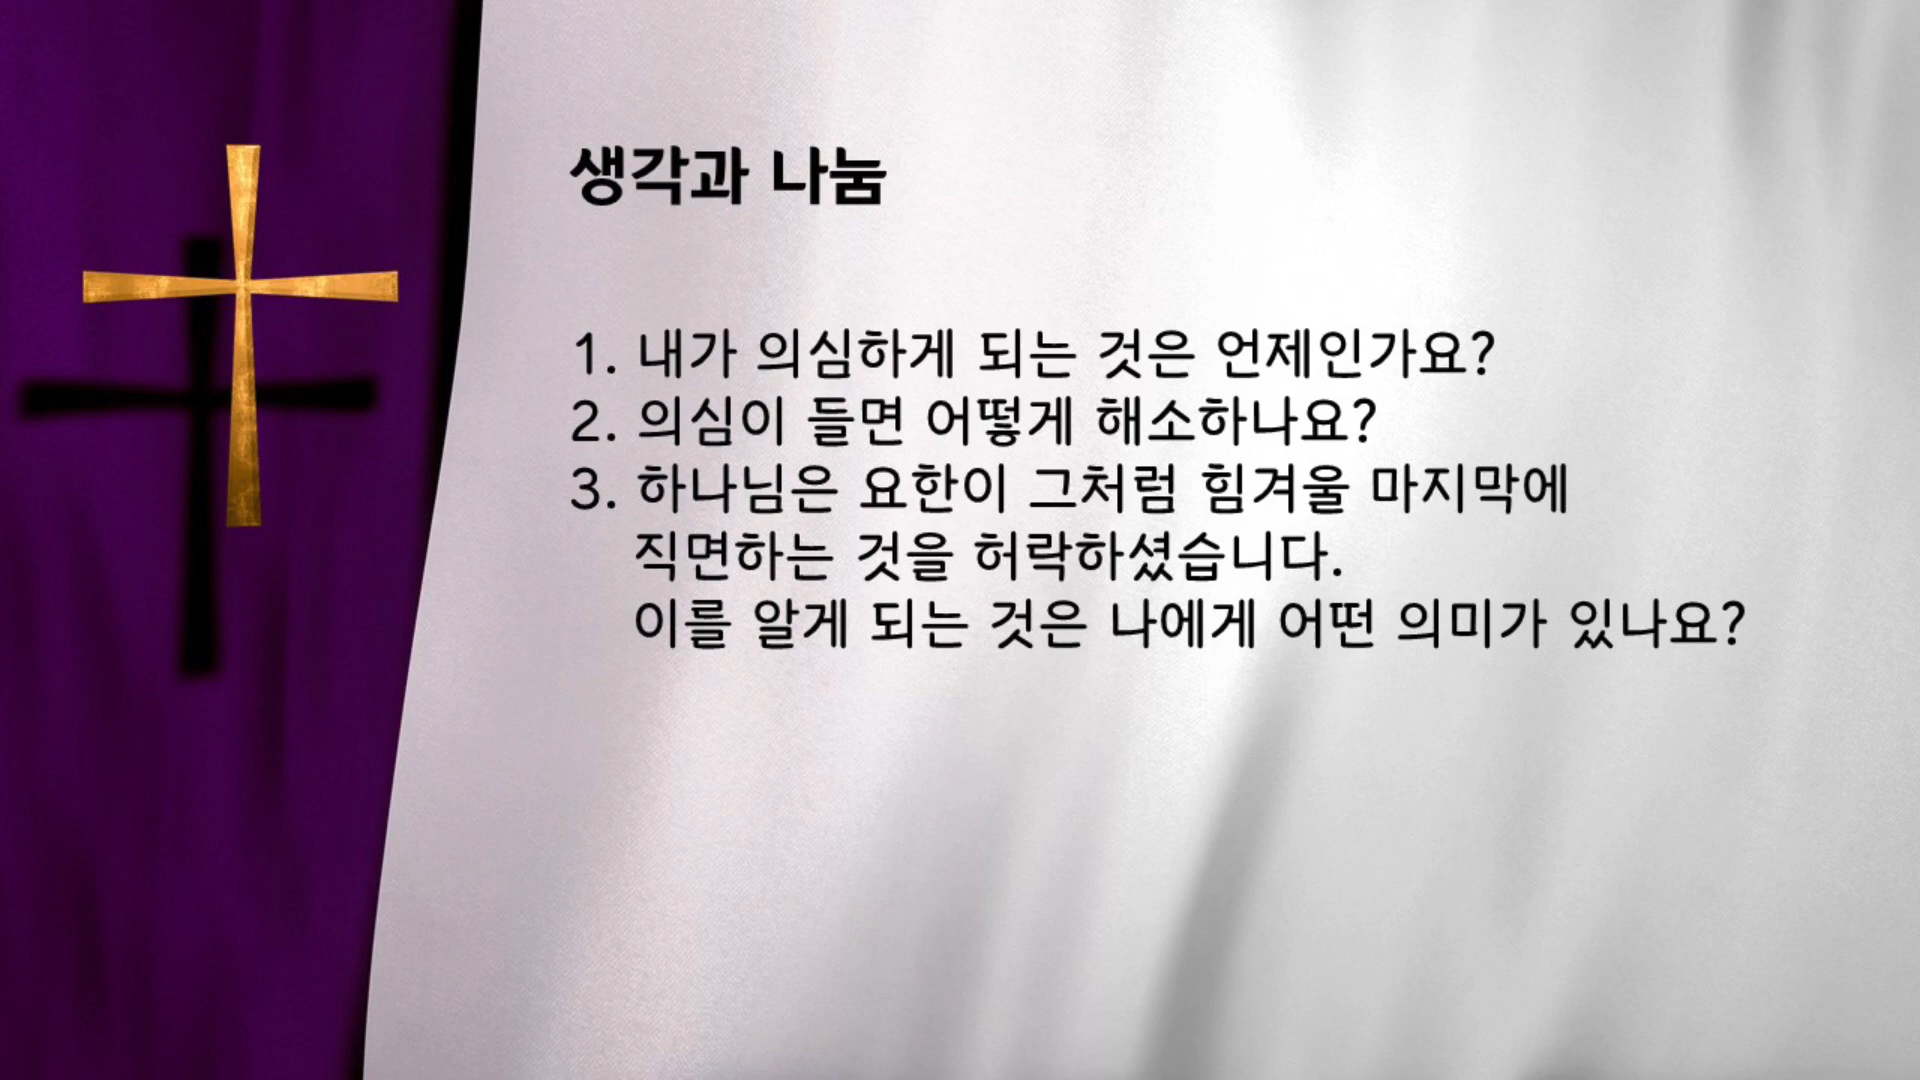 생각과 나눔
1. 내가 의심하게 되는 것은 언제인가요?
2. 의심이 들면 어떻게 해소하나요?
3. 하나님은 요한이 그처럼 힘겨울 마지막에
직면하는 것을 허락하셨습니다.
이를 알게 되는 것은 나에게 어떤 의미가 있나요?